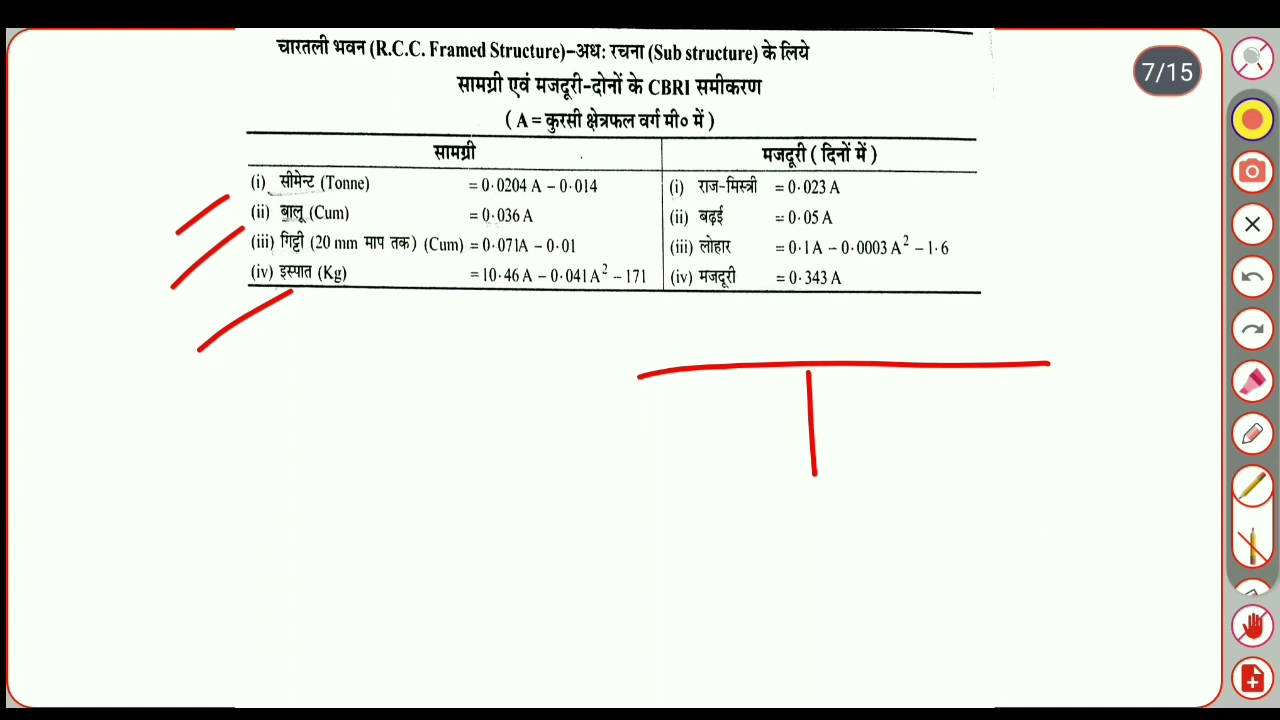 चारतली भवन (R.C.C. Framed Structure)-अध: रचना (Sub structure) के लिये
सामग्री एवं मजदूरी-दोनों के CBRI समीकरण
( A = कुरसी क्षेत्रफल वर्ग मी० में )
सामग्री मजदूरी ( दिनों में )
(i) सीमेन्ट (Tonne) = 0·0204 A – 0·014 (i) राज-मिस्त्री = 0·023 A
(ii) बालू (Cum) = 0·036 A (ii) बढ़ई = 0·05 A
(iii) गिट्टी (20 mm माप तक) (Cum) = 0·071A – 0·01 (iii) लोहार = 0·1A – 0·0003 A² – 1·6
(iv) इस्पात (Kg) = 10·46 A – 0·041 A² – 171 (iv) मजदूरी = 0·343 A
7/15